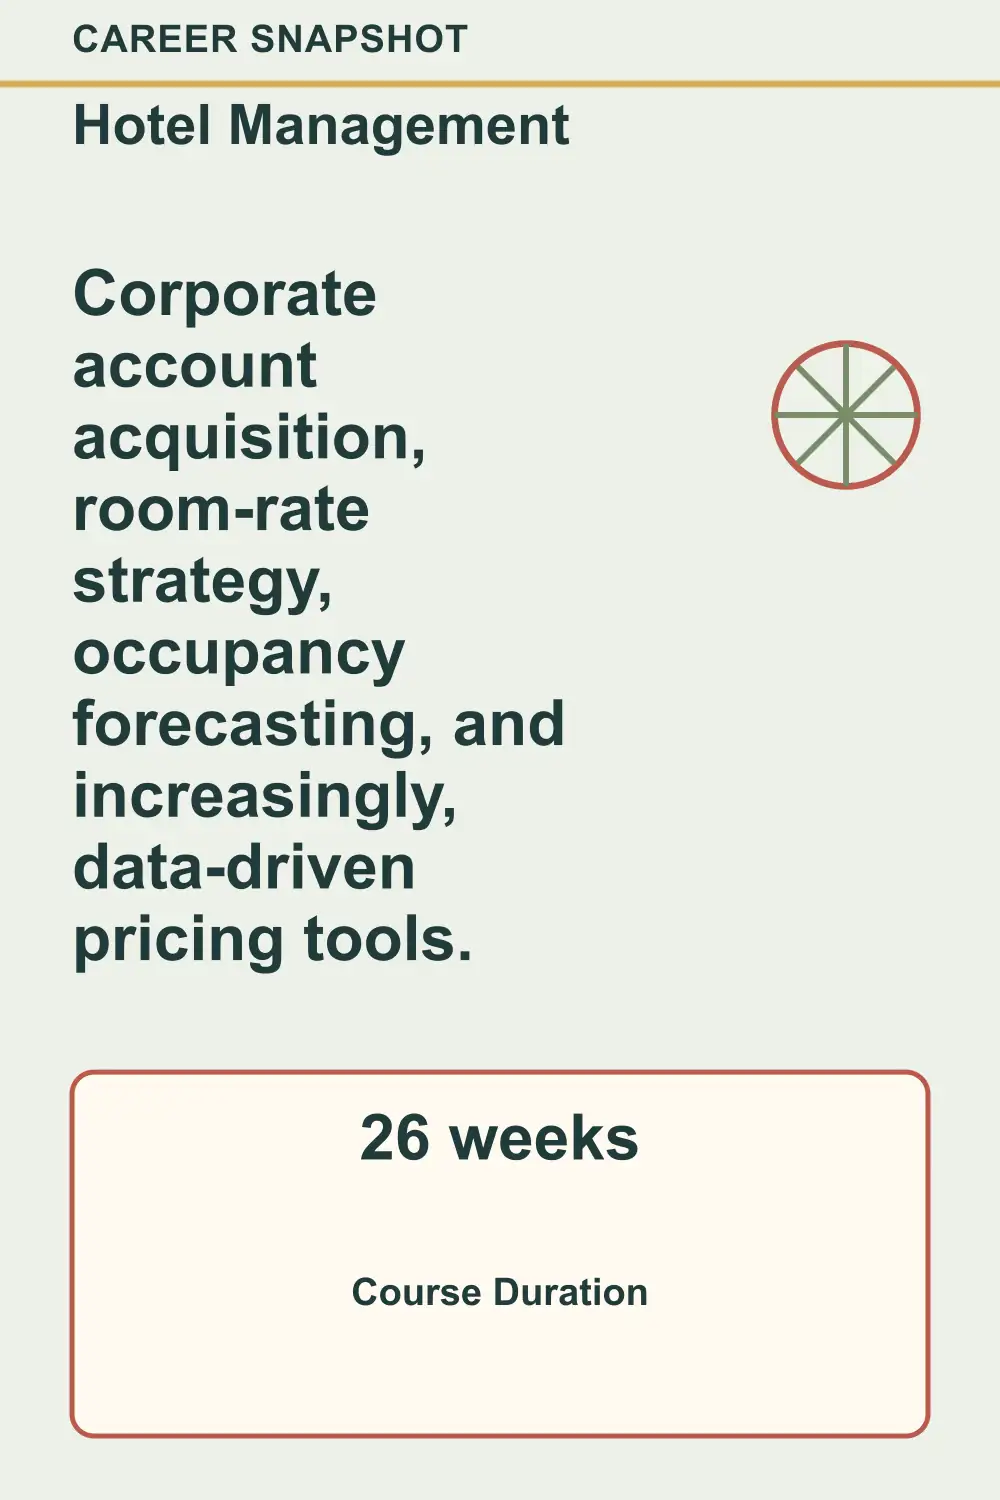 CAREER SNAPSHOT
Hotel Management
Corporate
account
acquisition,
room-rate
strategy,
occupancy
forecasting, and
increasingly,
data-driven
pricing tools.
26 weeks
Course Duration